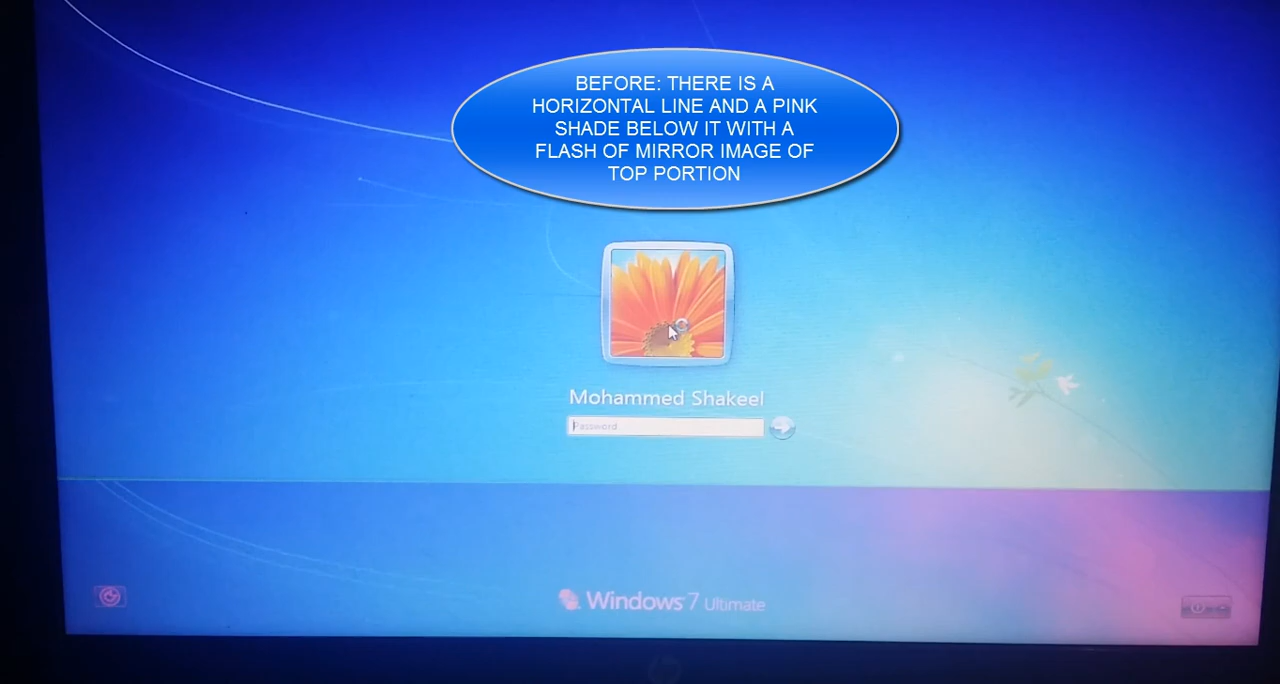 BEFORE: THERE IS A
HORIZONTAL LINE AND A PINK
SHADE BELOW IT WITH A
FLASH OF MIRROR IMAGE OF
TOP PORTION
Mohammed Shakeel
Password
Windows 7 Ultimate
hp